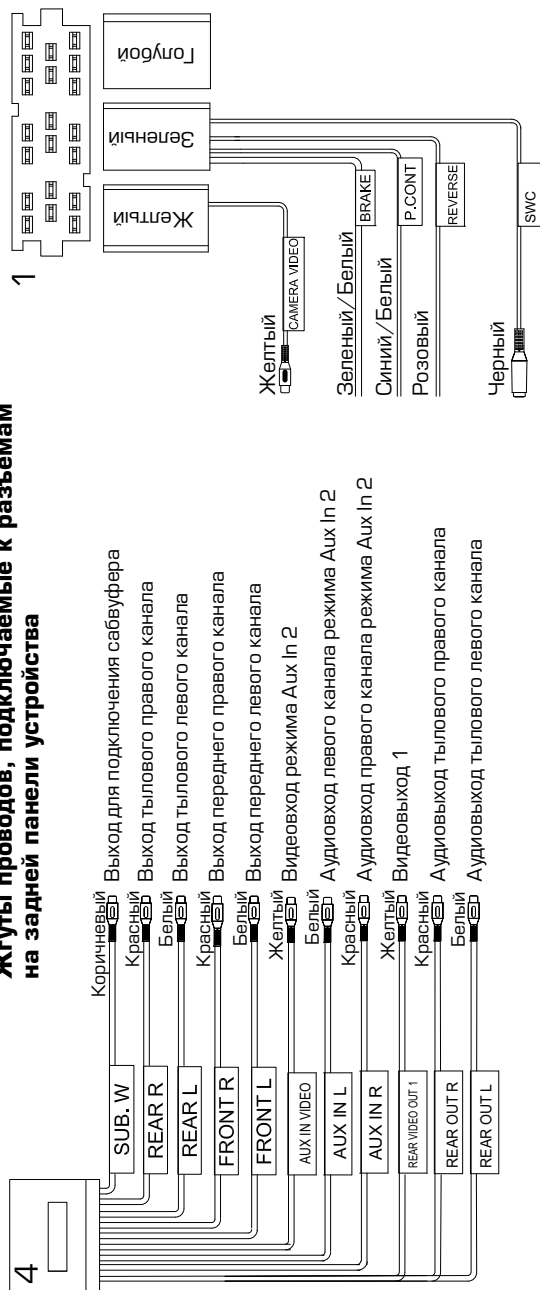 Жгуты проводов, подключаемые к разъемам
на задней панели устройства
4
SUB. W
Коричневый
Выход для подключения сабвуфера
REAR R
Красный
Выход тылового правого канала
REAR L
Белый
Выход тылового левого канала
FRONT R
Красный
Выход переднего правого канала
FRONT L
Белый
Выход переднего левого канала
AUX IN VIDEO
Желтый
Видеовход режима Aux In 2
AUX IN L
Белый
Аудиовход левого канала режима Aux In 2
AUX IN R
Красный
Аудиовход правого канала режима Aux In 2
REAR VIDEO OUT 1
Желтый
Видеовыход 1
REAR OUT R
Красный
Аудиовыход тылового правого канала
REAR OUT L
Белый
Аудиовыход тылового левого канала
1
Желтый
Зеленый
Голубой
Желтый
CAMERA VIDEO
Зеленый/Белый
BRAKE
Синий/Белый
P.CONT
Розовый
REVERSE
Черный
SWC